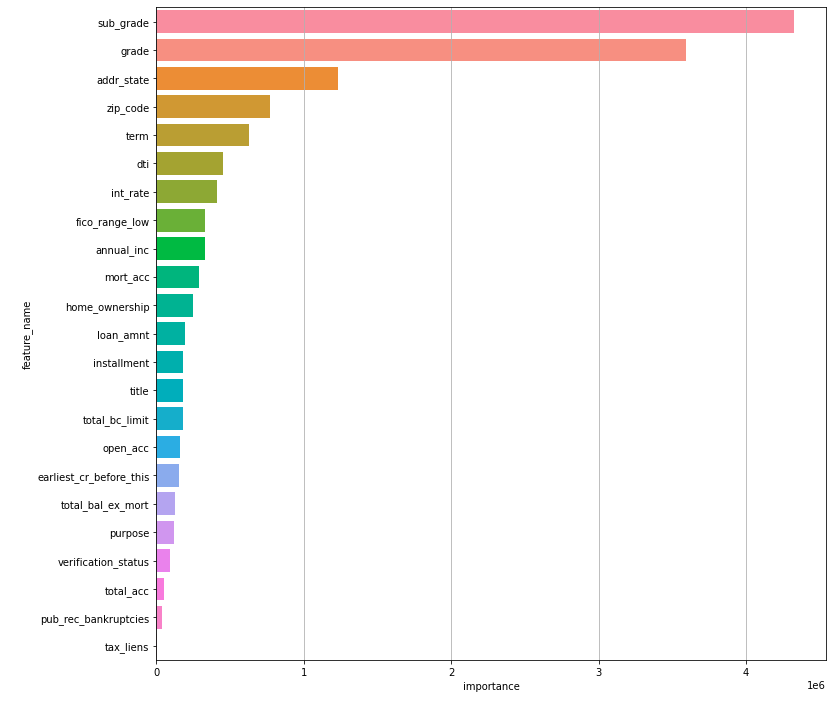 sub_grade
grade
addr_state
zip_code
term
dti
int_rate
fico_range_low
annual_inc
mort_acc
home_ownership
loan_amnt
installment
title
total_bc_limit
open_acc
earliest_cr_before_this
total_bal_ex_mort
purpose
verification_status
total_acc
pub_rec_bankruptcies
tax_liens
feature_name
0 1 2 3 4
importance
1e6